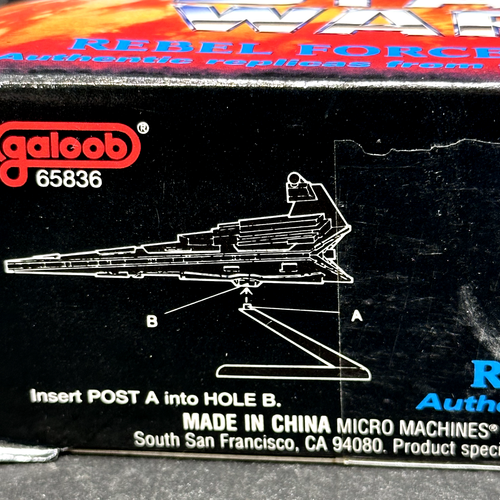 WAR
REBEL FORCE
Authentic replicas from
galoob®
65836
B
A
Insert POST A into HOLE B.
R
Authe
MADE IN CHINA MICRO MACHINES®
South San Francisco, CA 94080. Product speci